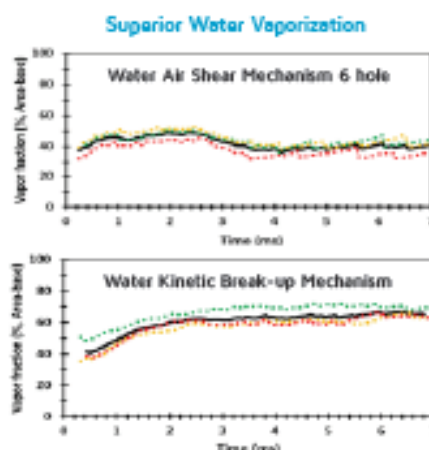 Superior Water Vaporization
100
Water Air Shear Mechanism 6 hole
80
60
40
20
0
Vapor fraction (%, Area-base)
0 1 2 3 4 5 6
Time (ms)
100
Water Kinetic Break-up Mechanism
80
60
40
20
0
Vapor fraction (%, Area-base)
0 1 2 3 4 5 6
Time (ms)